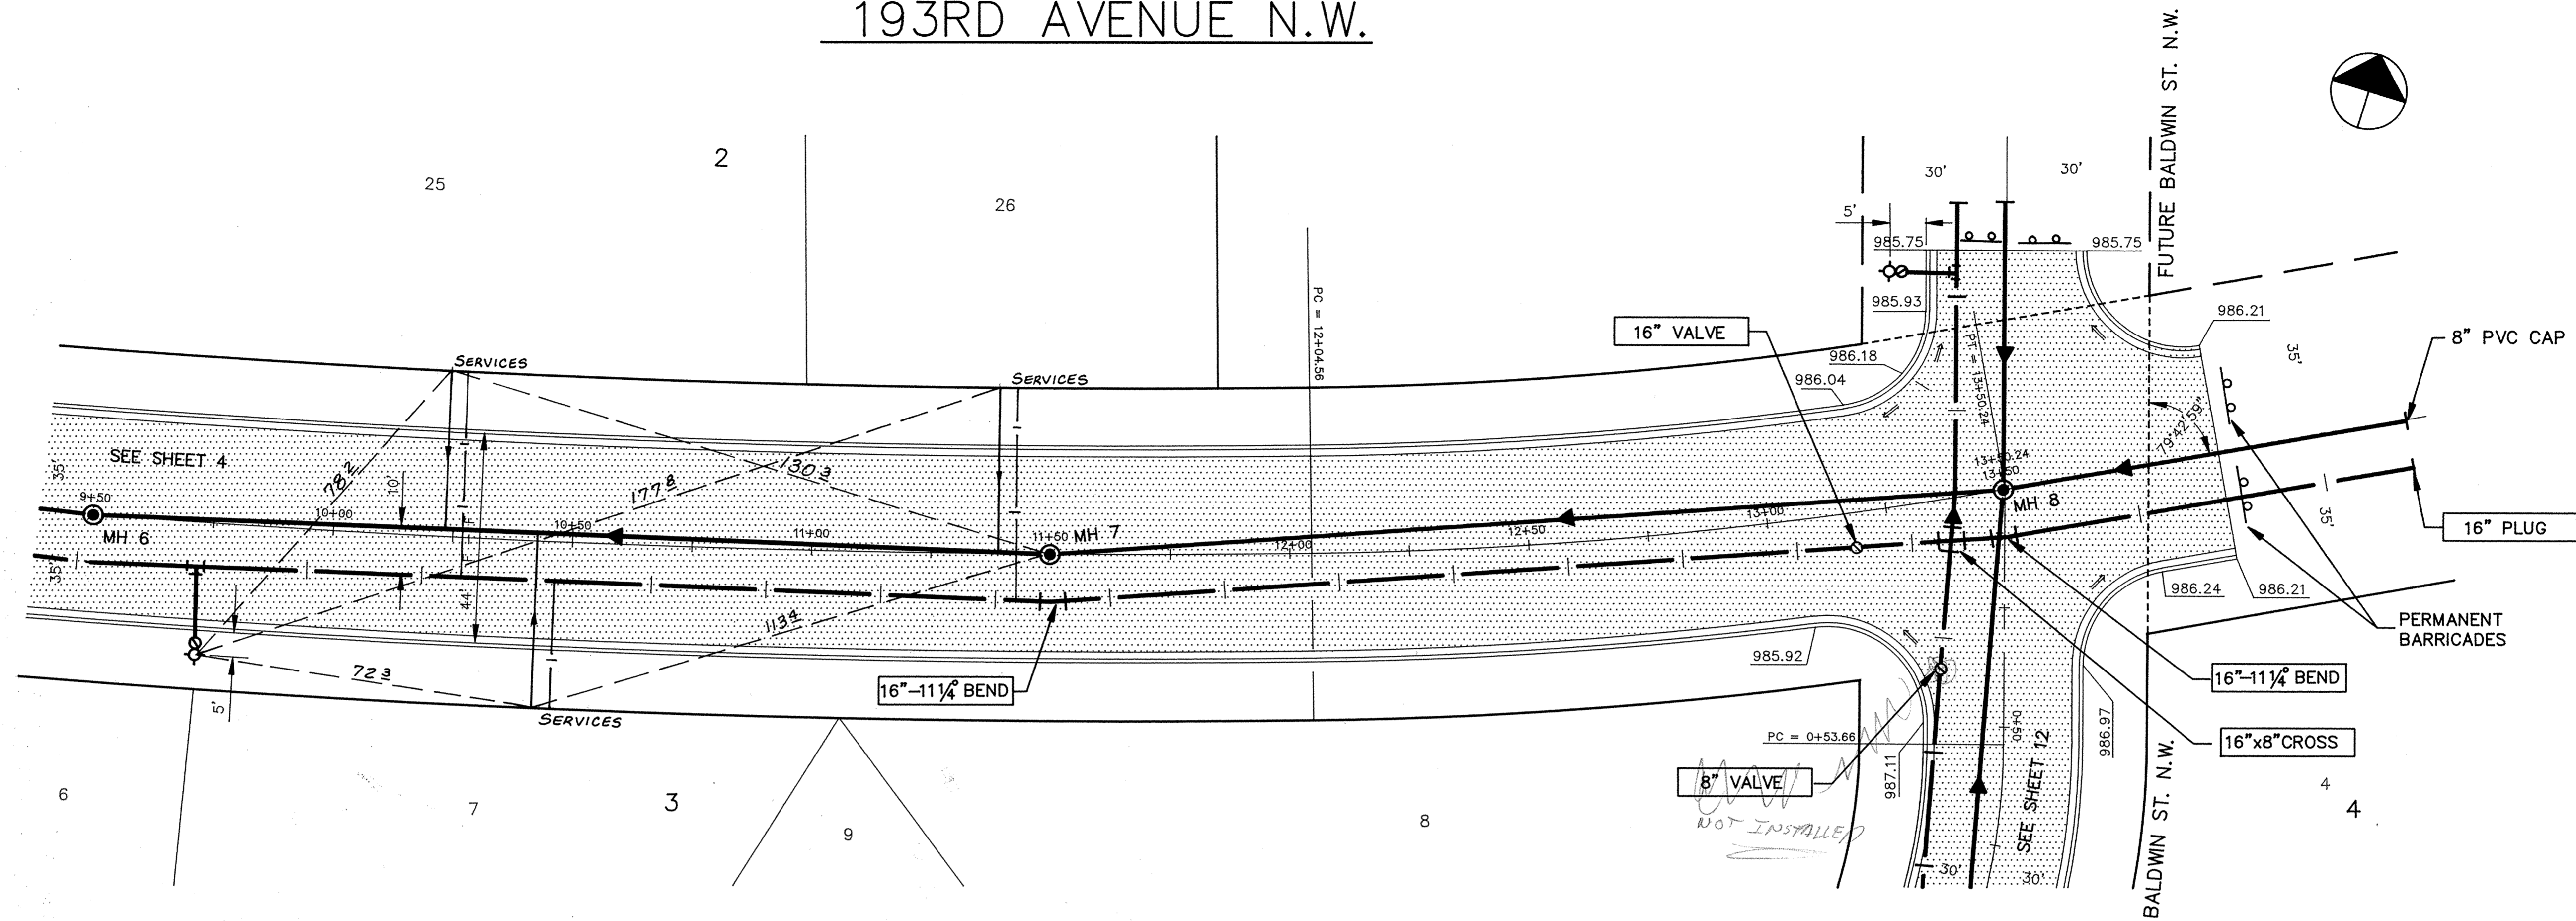 193RD AVENUE N.W.
FUTURE BALDWIN ST. N.W.
2
25
26
30'
30'
5'
985.75
985.75
985.93
986.18
986.04
986.21
35'
8" PVC CAP
16" VALVE
PC = 12+04.56
PT = 13+50.24
79°42'59"
SERVICES
SERVICES
SEE SHEET 4
35'
9+50
MH 6
35'
10'
78.2
10+00
F - F
44'
10+50
177.8
130.3
11+00
11+50
MH 7
12+00
12+50
13+00
13+50.24
13+50
MH 8
35'
16" PLUG
986.24
986.21
PERMANENT
BARRICADES
113.4
72.3
5'
SERVICES
16"-11¼° BEND
985.92
16"-11¼° BEND
PC = 0+53.66
0+50
986.97
16"x8"CROSS
8" VALVE
987.11
NOT INSTALLED
SEE SHEET 12
BALDWIN ST. N.W.
6
7
3
9
8
4
4
30'
30'